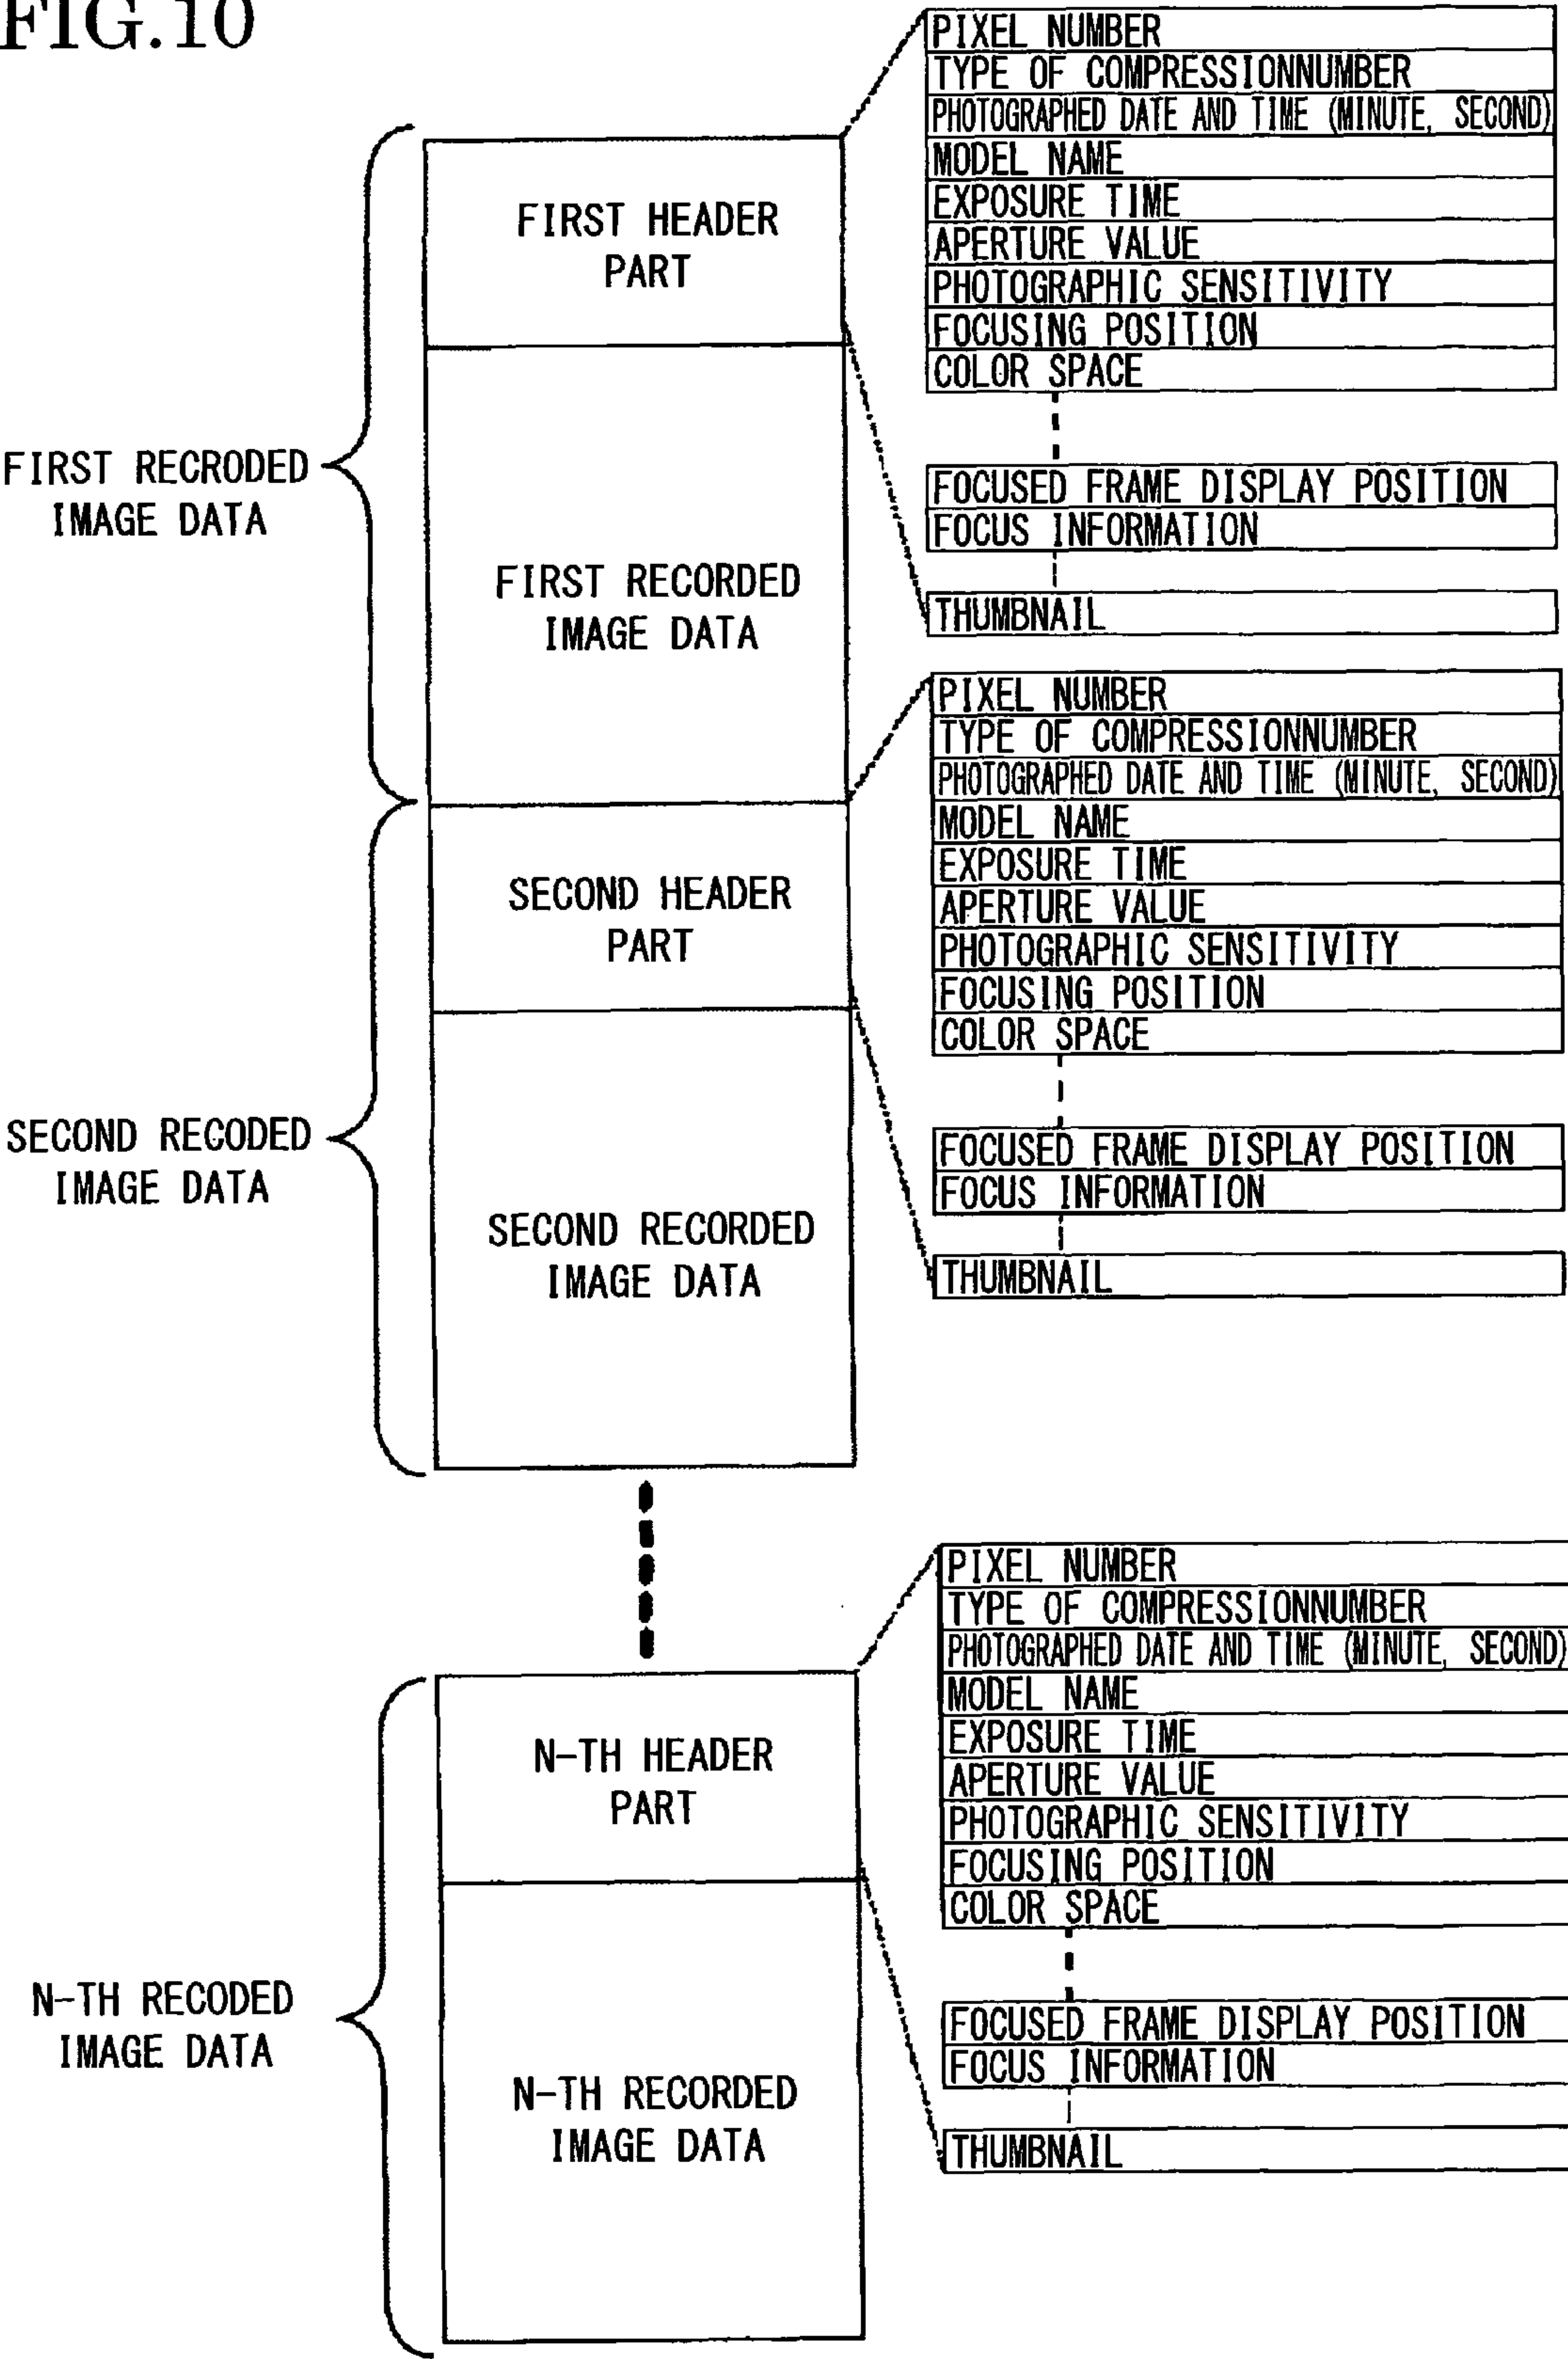 FIG.10
FIRST RECRODED
IMAGE DATA
FIRST HEADER
PART
FIRST RECORDED
IMAGE DATA
PIXEL NUMBER
TYPE OF COMPRESSIONNUMBER
PHOTOGRAPHED DATE AND TIME (MINUTE, SECOND)
MODEL NAME
EXPOSURE TIME
APERTURE VALUE
PHOTOGRAPHIC SENSITIVITY
FOCUSING POSITION
COLOR SPACE
FOCUSED FRAME DISPLAY POSITION
FOCUS INFORMATION
THUMBNAIL
SECOND RECODED
IMAGE DATA
SECOND HEADER
PART
SECOND RECORDED
IMAGE DATA
PIXEL NUMBER
TYPE OF COMPRESSIONNUMBER
PHOTOGRAPHED DATE AND TIME (MINUTE, SECOND)
MODEL NAME
EXPOSURE TIME
APERTURE VALUE
PHOTOGRAPHIC SENSITIVITY
FOCUSING POSITION
COLOR SPACE
FOCUSED FRAME DISPLAY POSITION
FOCUS INFORMATION
THUMBNAIL
N-TH RECODED
IMAGE DATA
N-TH HEADER
PART
N-TH RECORDED
IMAGE DATA
PIXEL NUMBER
TYPE OF COMPRESSIONNUMBER
PHOTOGRAPHED DATE AND TIME (MINUTE, SECOND)
MODEL NAME
EXPOSURE TIME
APERTURE VALUE
PHOTOGRAPHIC SENSITIVITY
FOCUSING POSITION
COLOR SPACE
FOCUSED FRAME DISPLAY POSITION
FOCUS INFORMATION
THUMBNAIL